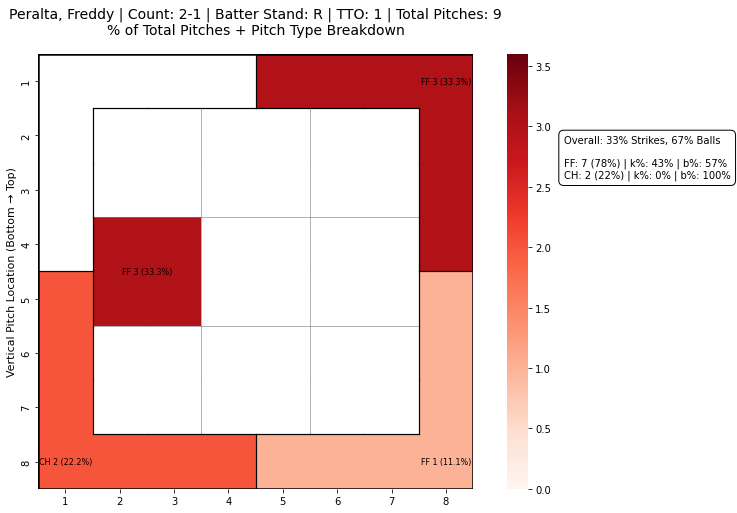 Peralta, Freddy | Count: 2-1 | Batter Stand: R | TTO: 1 | Total Pitches: 9
% of Total Pitches + Pitch Type Breakdown
Vertical Pitch Location (Bottom → Top)
1
2
3
4
5
6
7
8
FF 3 (33.3%)
FF 3 (33.3%)
CH 2 (22.2%)
FF 1 (11.1%)
1 2 3 4 5 6 7 8
3.5
3.0
2.5
2.0
1.5
1.0
0.5
0.0
Overall: 33% Strikes, 67% Balls
FF: 7 (78%) | k%: 43% | b%: 57%
CH: 2 (22%) | k%: 0% | b%: 100%